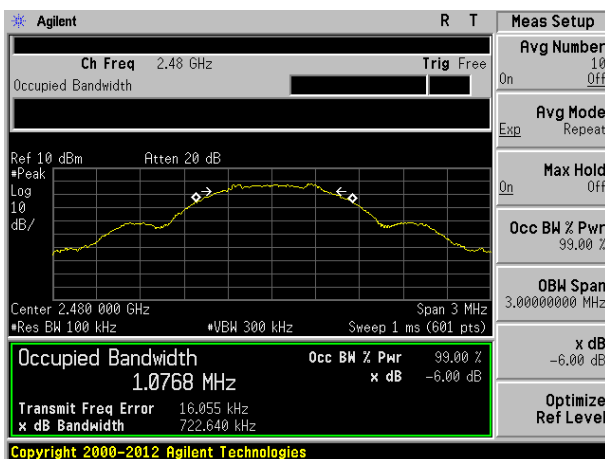 Agilent R T Meas Setup
Avg Number
10
On Off
Ch Freq 2.48 GHz Trig Free
Occupied Bandwidth
Avg Mode
Exp Repeat
Ref 10 dBm Atten 20 dB
#Peak
Log
10
dB/
Max Hold
On Off
Occ BW % Pwr
99.00 %
OBW Span
3.00000000 MHz
Center 2.480 000 GHz Span 3 MHz
#Res BW 100 kHz #VBW 300 kHz Sweep 1 ms (601 pts)
x dB
-6.00 dB
Occupied Bandwidth Occ BW % Pwr 99.00 %
1.0768 MHz x dB -6.00 dB
Transmit Freq Error 16.055 kHz
x dB Bandwidth 722.640 kHz
Optimize
Ref Level
Copyright 2000-2012 Agilent Technologies